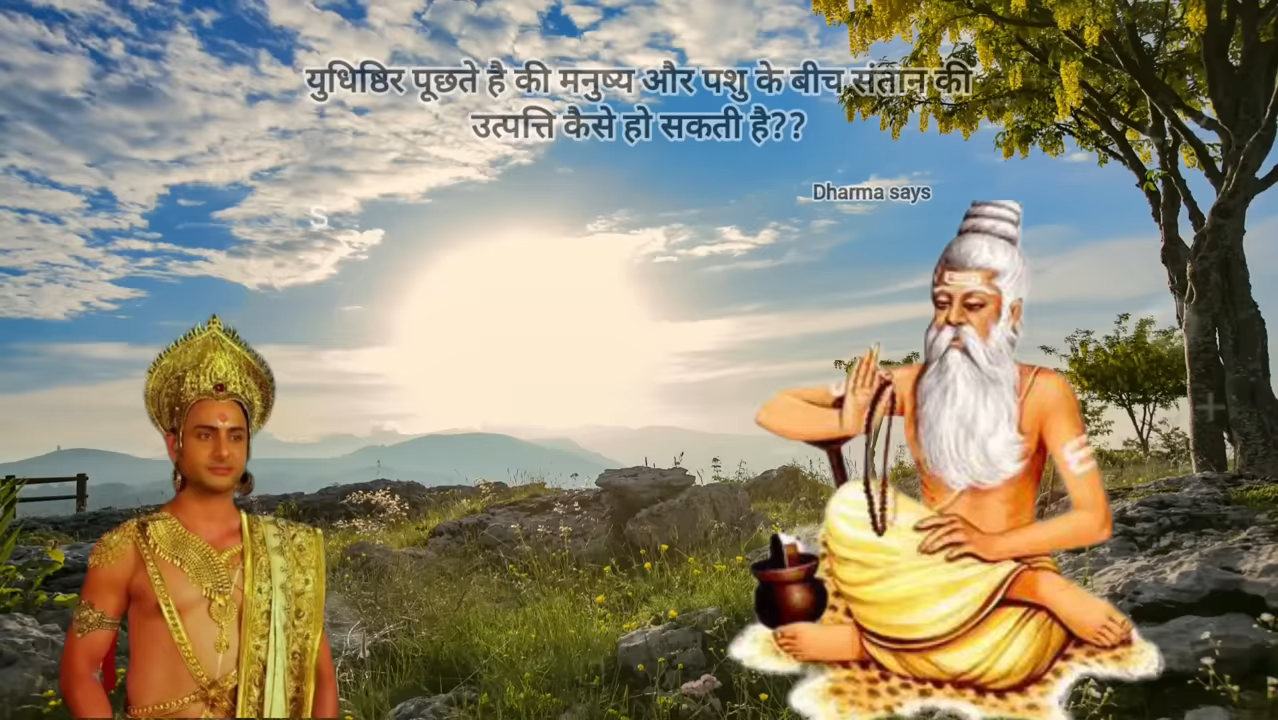 युधिष्ठिर पूछते है की मनुष्य और पशु के बीच संतान की
उत्पत्ति कैसे हो सकती है??
Dharma says
S